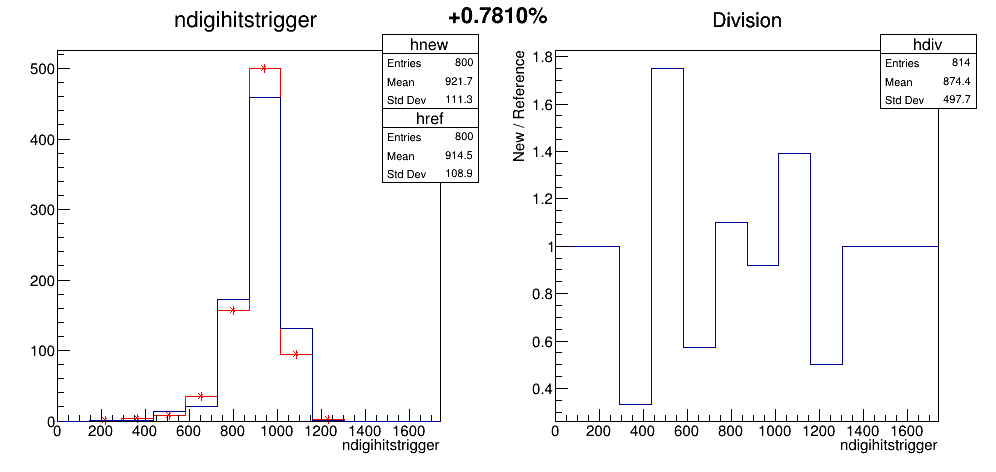 +0.7810%
ndigihitstrigger
hnew
Entries 800
Mean 921.7
Std Dev 111.3
href
Entries 800
Mean 914.5
Std Dev 108.9
500
400
300
200
100
0
0 200 400 600 800 1000 1200 1400 1600
ndigihitstrigger
Division
hdiv
Entries 814
Mean 874.4
Std Dev 497.7
New / Reference
1.8
1.6
1.4
1.2
1
0.8
0.6
0.4
0 200 400 600 800 1000 1200 1400 1600
ndigihitstrigger